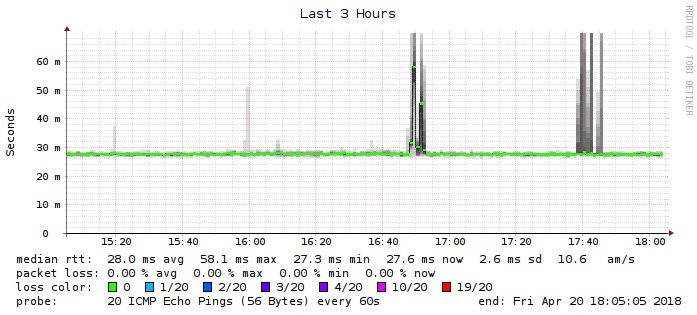 Last 3 Hours
RRDTOOL / TOBI OETIKER
Seconds
60 m
50 m
40 m
30 m
20 m
10 m
0
15:20 15:40 16:00 16:20 16:40 17:00 17:20 17:40 18:00
median rtt: 28.0 ms avg 58.1 ms max 27.3 ms min 27.6 ms now 2.6 ms sd 10.6 am/s
packet loss: 0.00 % avg 0.00 % max 0.00 % min 0.00 % now
loss color: 0 1/20 2/20 3/20 4/20 10/20 19/20
probe: 20 ICMP Echo Pings (56 Bytes) every 60s end: Fri Apr 20 18:05:05 2018